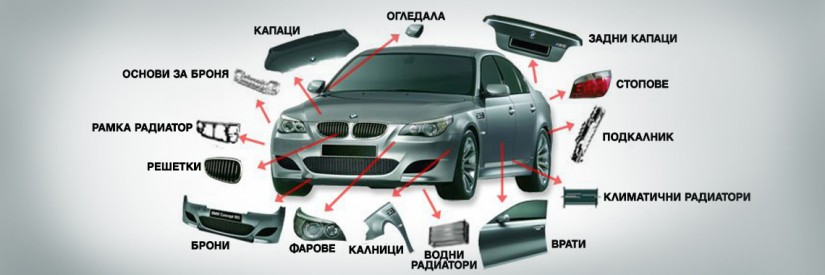 ОГЛЕДАЛА
КАПАЦИ
ЗАДНИ КАПАЦИ
ОСНОВИ ЗА БРОНЯ
СТОПОВЕ
РАМКА РАДИАТОР
ПОДКАЛНИК
РЕШЕТКИ
КЛИМАТИЧНИ РАДИАТОРИ
БРОНИ
ФАРОВЕ
КАЛНИЦИ
ВОДНИ
РАДИАТОРИ
ВРАТИ